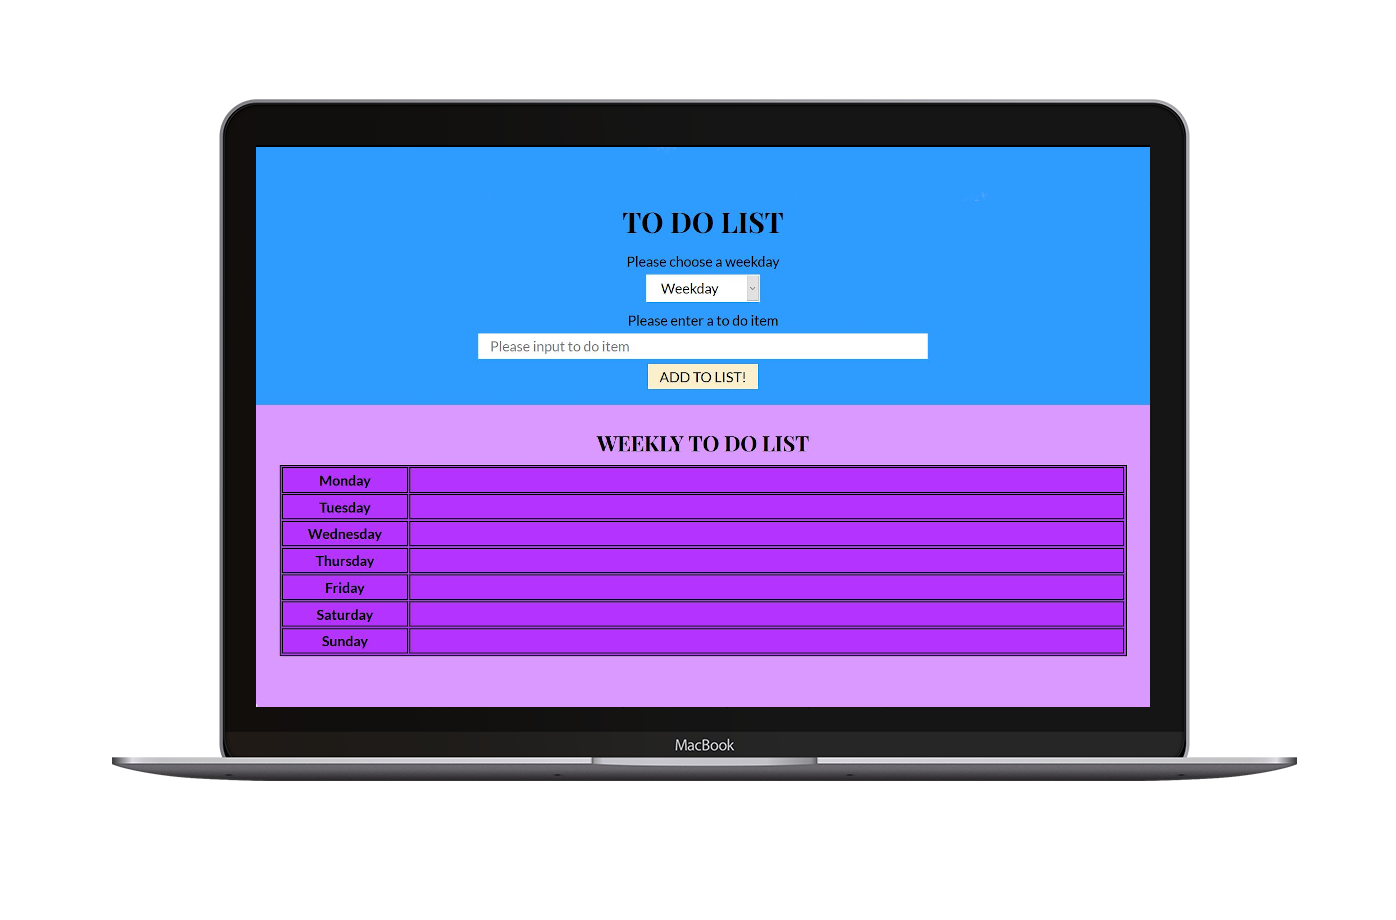 TO DO LIST
Please choose a weekday
Weekday
Please enter a to do item
Please input to do item
ADD TO LIST!
WEEKLY TO DO LIST
Monday
Tuesday
Wednesday
Thursday
Friday
Saturday
Sunday
MacBook